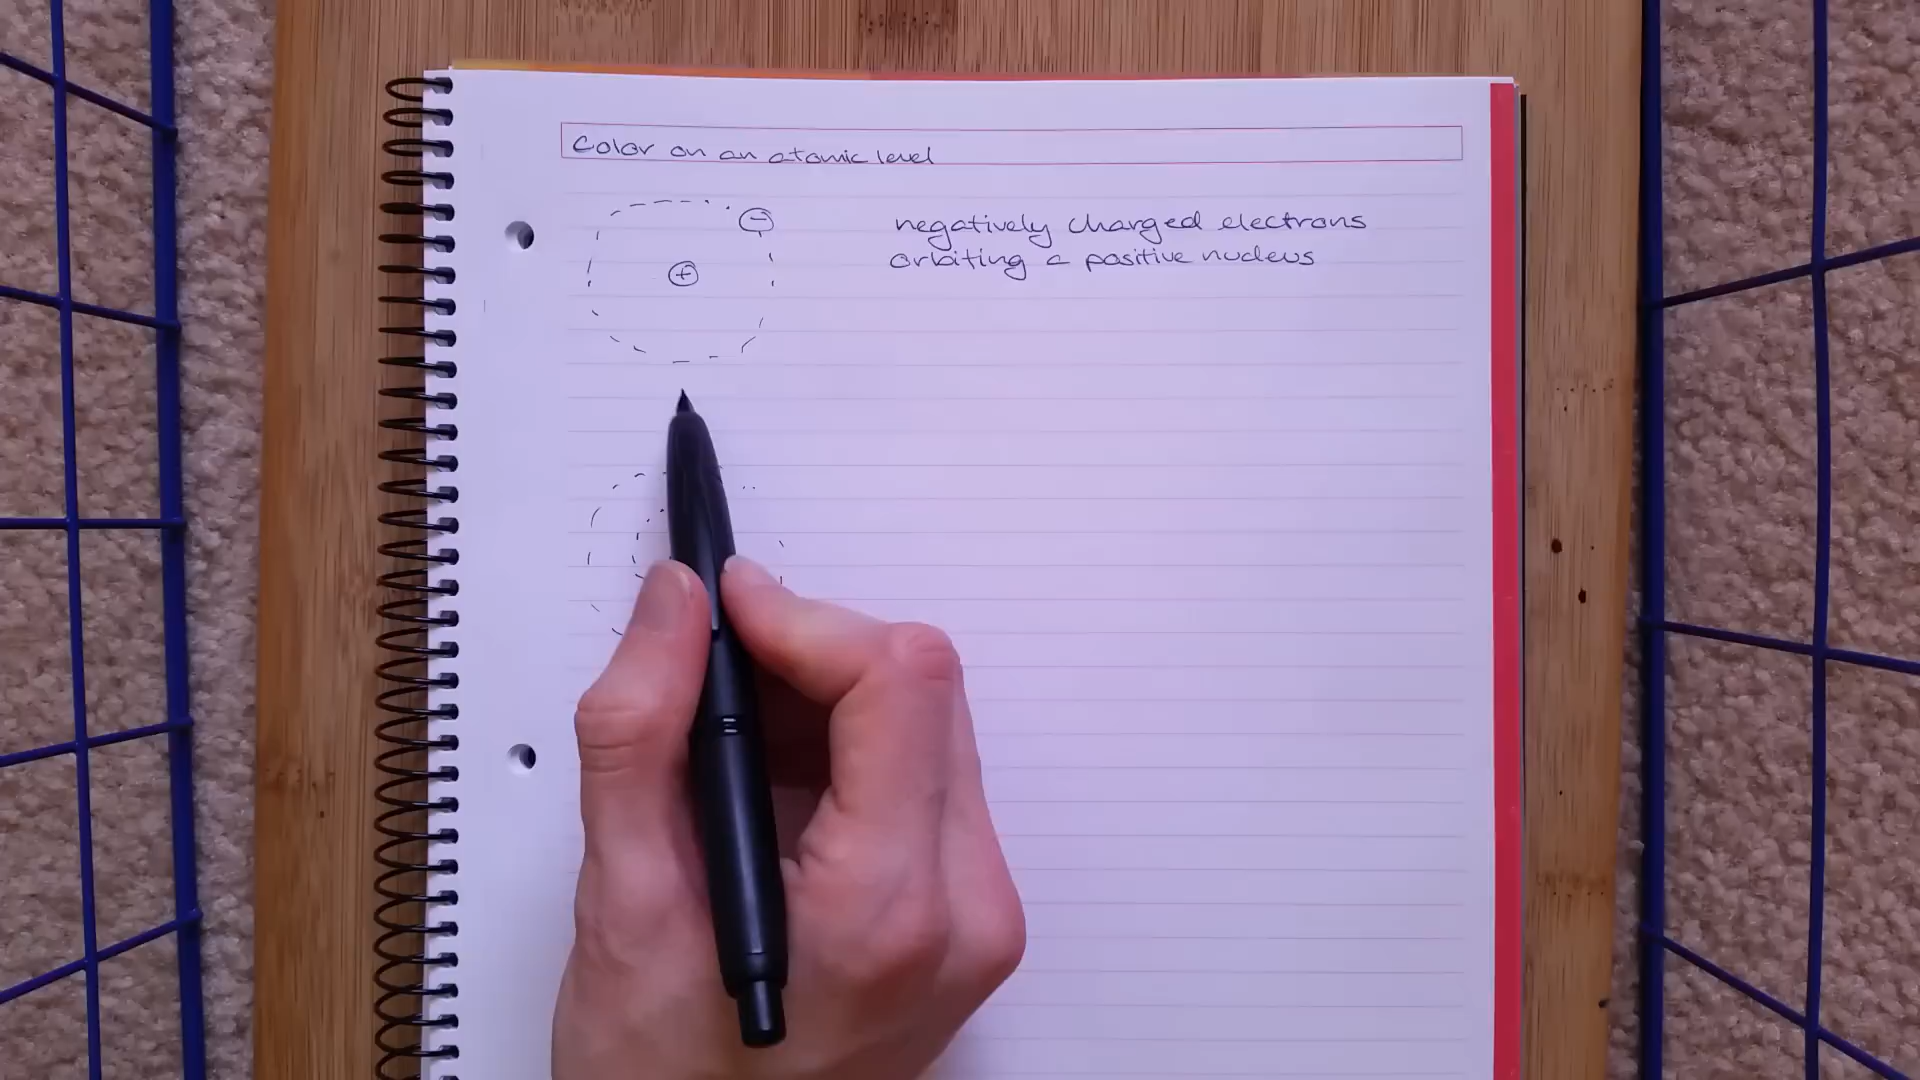 Color on an atomic level
−
+
negatively charged electrons
orbiting a positive nucleus